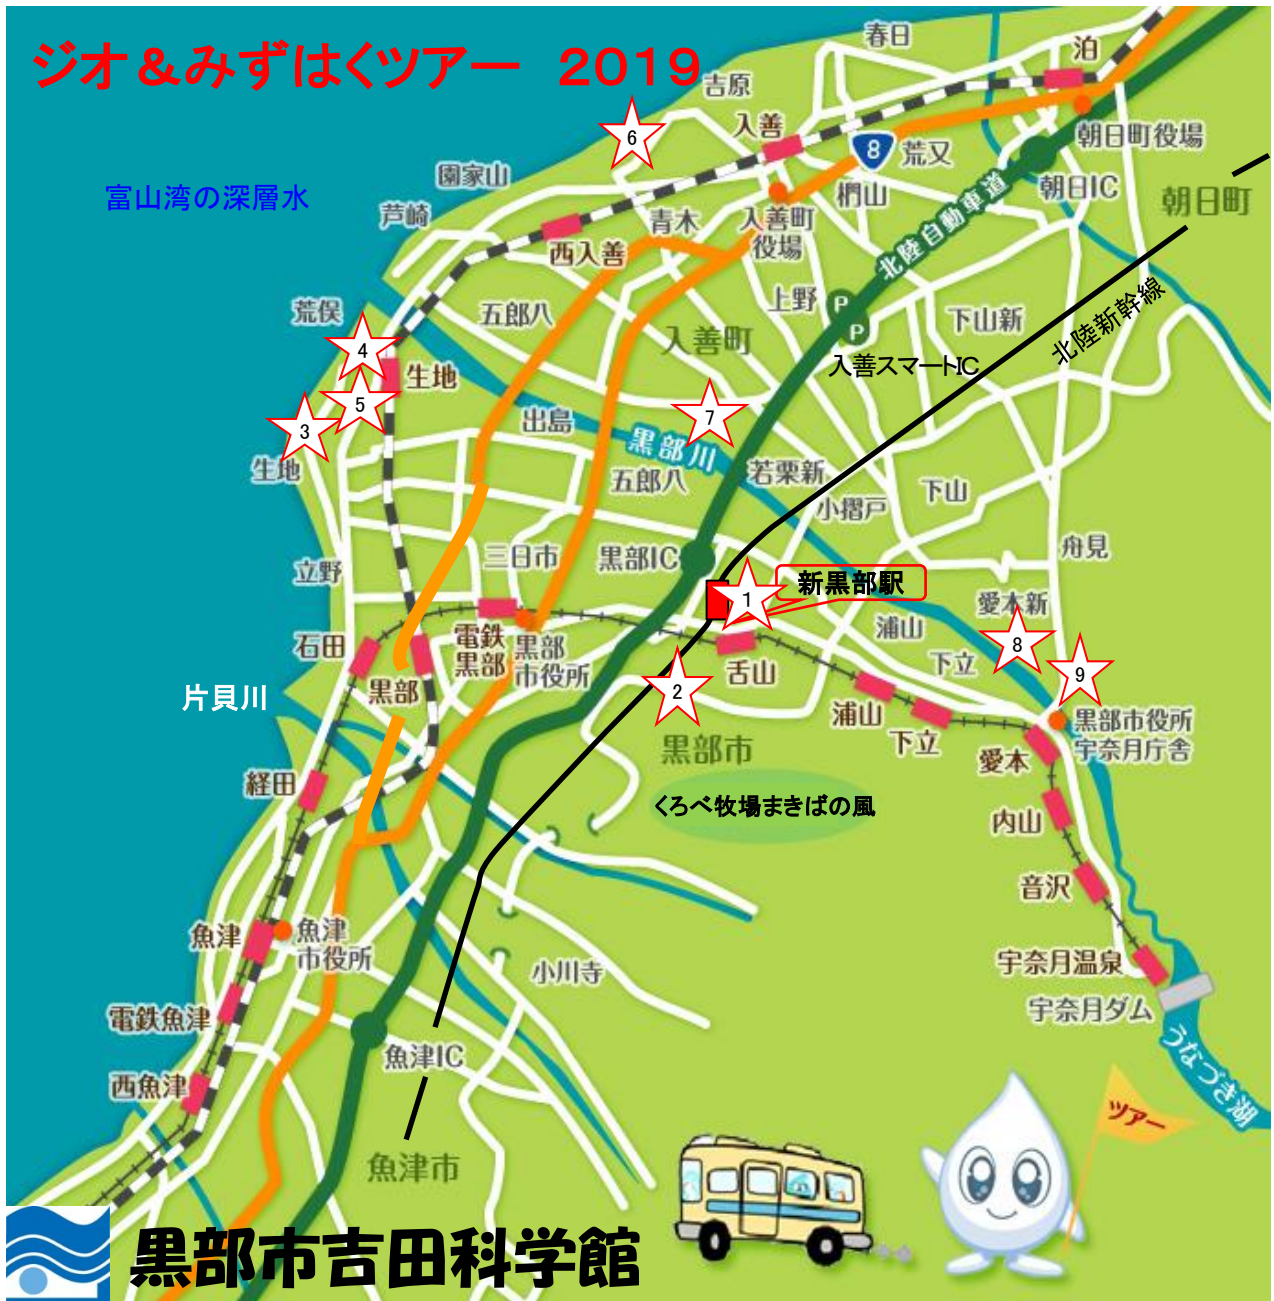 ジオ＆みずはくツアー　２０１９
春日
泊
吉原
6
入善
8
荒又
朝日町役場
園家山
朝日IC
朝日町
富山湾の深層水
芦崎
青木
入善町
役場
椚山
北陸自動車道
西入善
荒俣
五郎八
上野
P
P
下山新
北陸新幹線
入善町
入善スマートIC
4
生地
5
3
出島
7
黒部川
生地
五郎八
若栗新
下山
小摺戸
三日市
黒部IC
舟見
立野
新黒部駅
1
愛本新
石田
電鉄
黒部
黒部
市役所
浦山
8
下立
9
黒部
2
舌山
片貝川
浦山
下立
黒部市役所
宇奈月庁舎
黒部市
愛本
経田
くろべ牧場まきばの風
内山
音沢
魚津
魚津
市役所
小川寺
宇奈月温泉
宇奈月ダム
電鉄魚津
魚津IC
うなづき湖
西魚津
ツアー
魚津市
黒部市吉田科学館